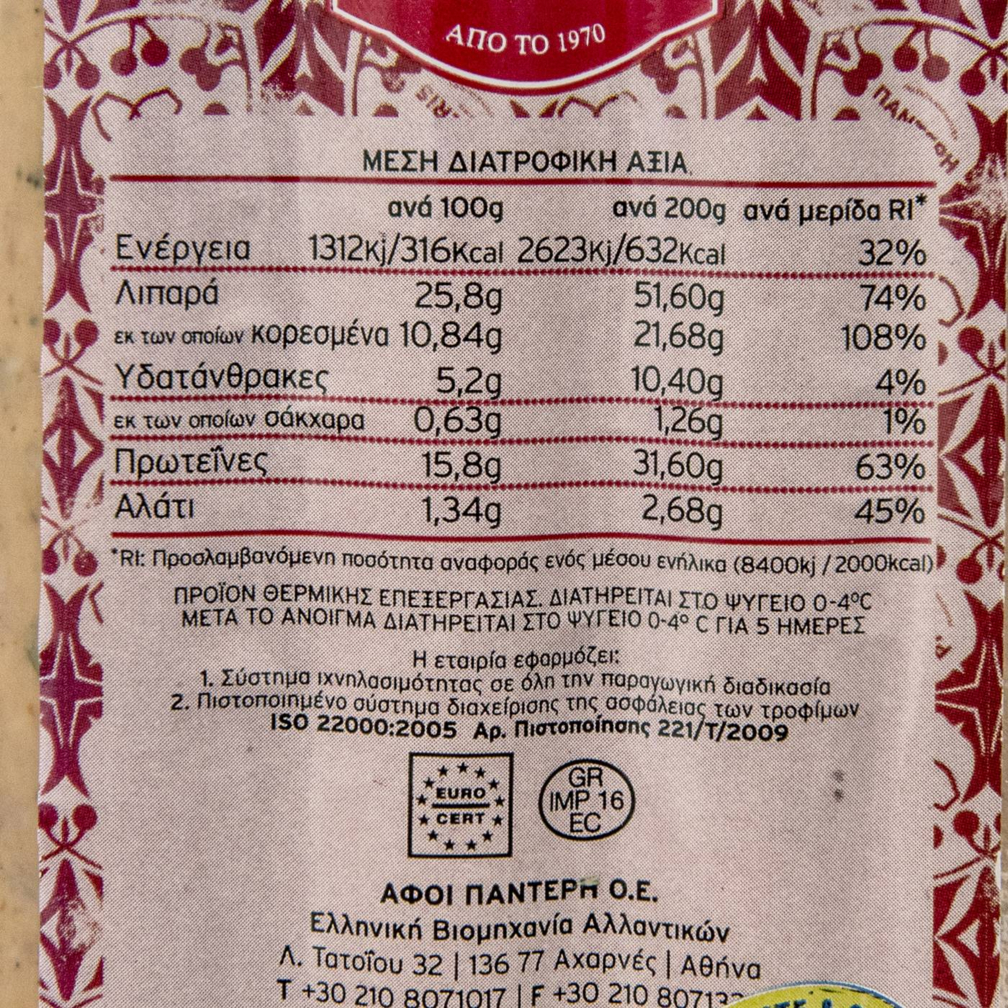 ΑΠΟ ΤΟ 1970
ΜΕΣΗ ΔΙΑΤΡΟΦΙΚΗ ΑΞΙΑ
ανά 100g ανά 200g ανά μερίδα RI*
Ενέργεια 1312Kj/316Kcal 2623Kj/632Kcal 32%
Λιπαρά 25,8g 51,60g 74%
εκ των οποίων Κορεσμένα 10,84g 21,68g 108%
Υδατάνθρακες 5,2g 10,40g 4%
εκ των οποίων σάκχαρα 0,63g 1,26g 1%
Πρωτεΐνες 15,8g 31,60g 63%
Αλάτι 1,34g 2,68g 45%
*RI: Προσλαμβανόμενη ποσότητα αναφοράς ενός μέσου ενήλικα (8400kj / 2000kcal)
ΠΡΟΪΟΝ ΘΕΡΜΙΚΗΣ ΕΠΕΞΕΡΓΑΣΙΑΣ. ΔΙΑΤΗΡΕΙΤΑΙ ΣΤΟ ΨΥΓΕΙΟ 0-4°C
ΜΕΤΑ ΤΟ ΑΝΟΙΓΜΑ ΔΙΑΤΗΡΕΙΤΑΙ ΣΤΟ ΨΥΓΕΙΟ 0-4° C ΓΙΑ 5 ΗΜΕΡΕΣ
Η εταιρία εφαρμόζει:
1. Σύστημα ιχνηλασιμότητας σε όλη την παραγωγική διαδικασία
2. Πιστοποιημένο σύστημα διαχείρισης της ασφάλειας των τροφίμων
ISO 22000:2005 Αρ. Πιστοποίησης 221/Τ/2009
EURO
CERT
GR
IMP 16
EC
ΑΦΟΙ ΠΑΝΤΕΡΗ Ο.Ε.
Ελληνική Βιομηχανία Αλλαντικών
Λ. Τατοΐου 32 | 136 77 Αχαρνές | Αθήνα
T +30 210 8071017 | F +30 210